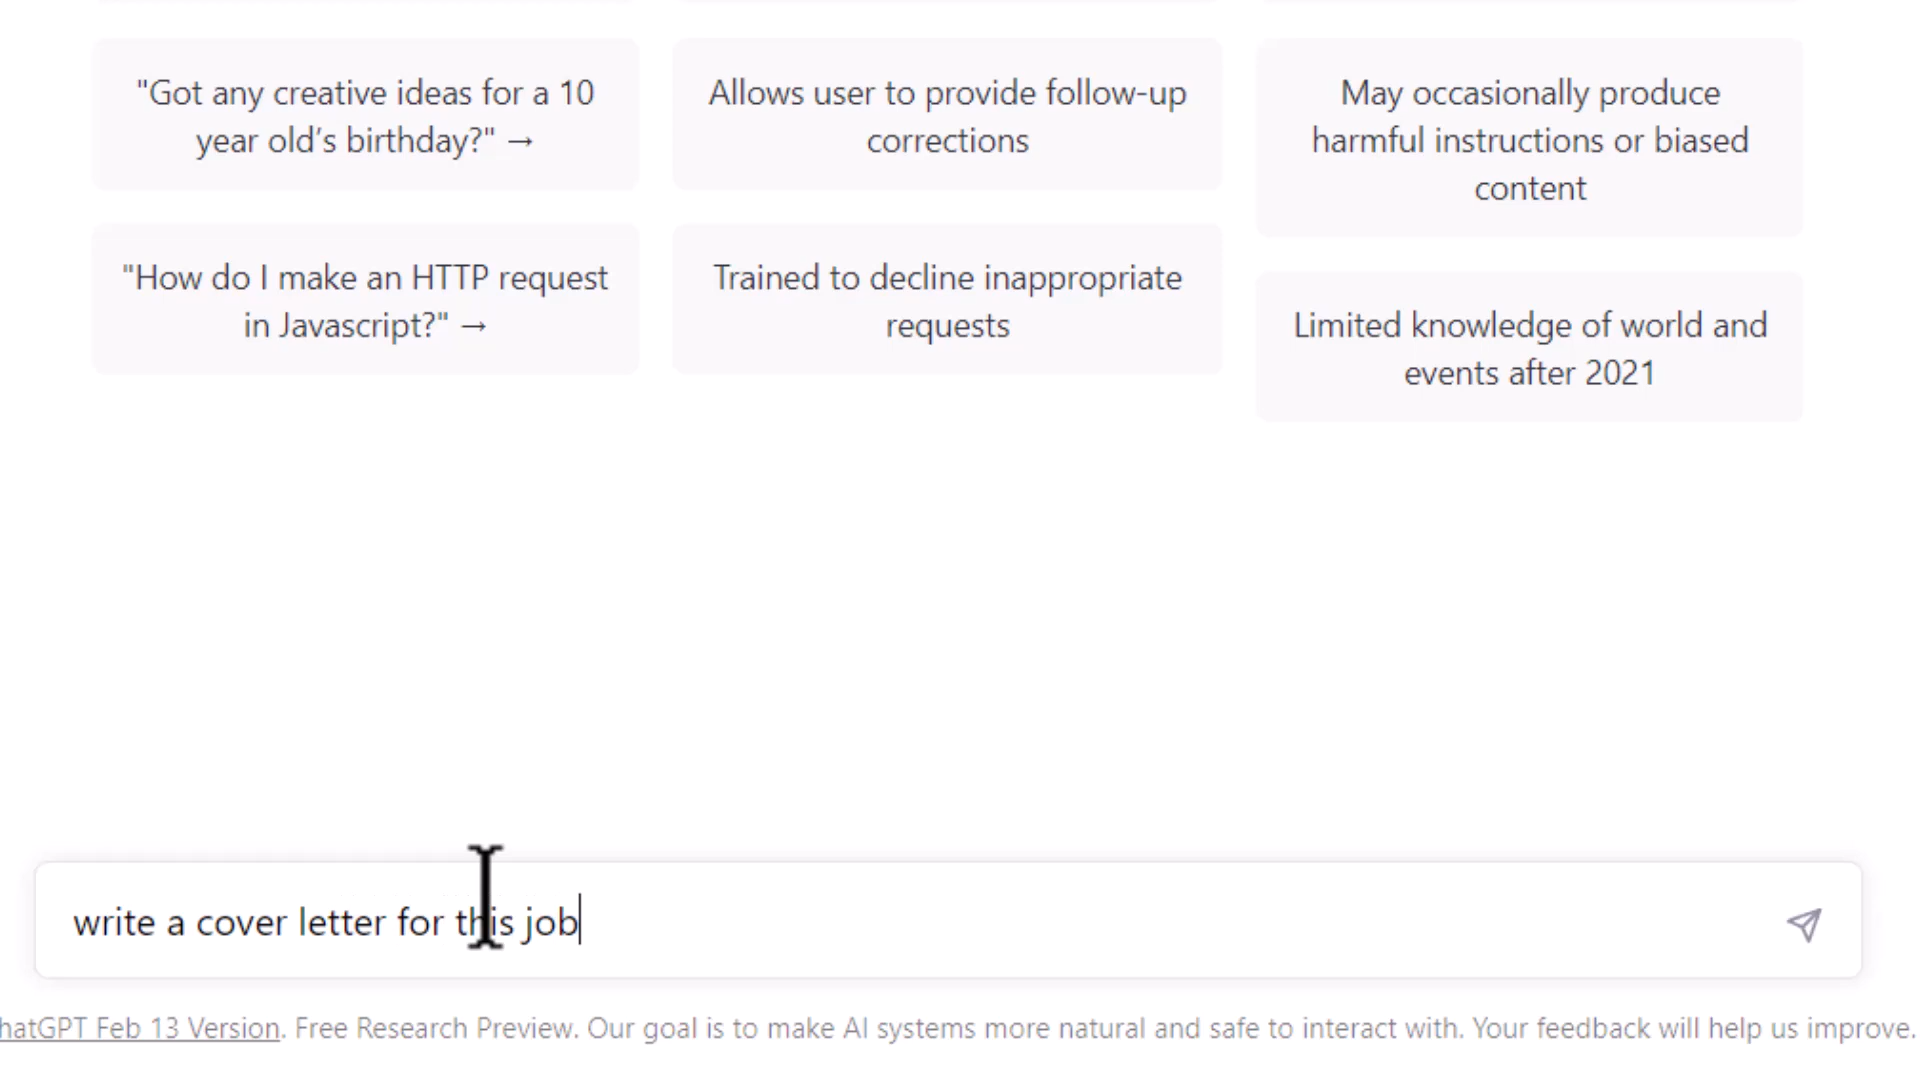 "Got any creative ideas for a 10
year old’s birthday?" →
Allows user to provide follow-up
corrections
May occasionally produce
harmful instructions or biased
content
"How do I make an HTTP request
in Javascript?" →
Trained to decline inappropriate
requests
Limited knowledge of world and
events after 2021
write a cover letter for this job
hatGPT Feb 13 Version. Free Research Preview. Our goal is to make AI systems more natural and safe to interact with. Your feedback will help us improve.